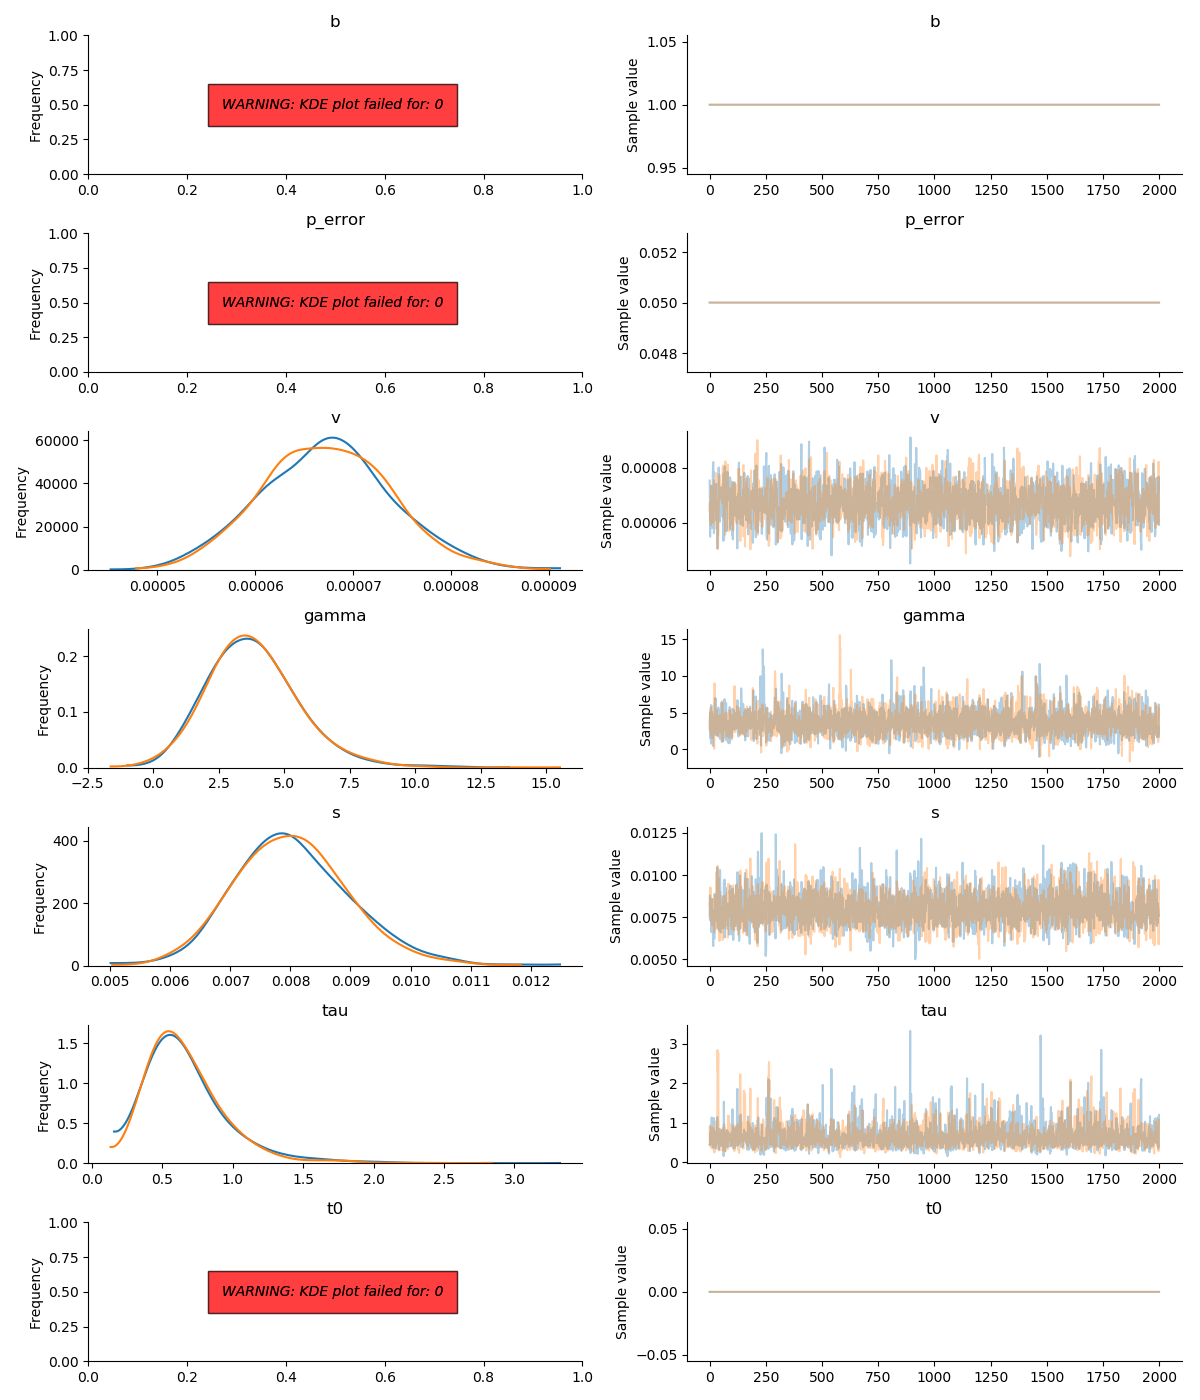 b
b
1.00
0.75
0.50
0.25
0.00
Frequency
WARNING: KDE plot failed for: 0
0.0 0.2 0.4 0.6 0.8 1.0
1.05
1.00
0.95
Sample value
0 250 500 750 1000 1250 1500 1750 2000
p_error
p_error
1.00
0.75
0.50
0.25
0.00
Frequency
WARNING: KDE plot failed for: 0
0.0 0.2 0.4 0.6 0.8 1.0
0.052
0.050
0.048
Sample value
0 250 500 750 1000 1250 1500 1750 2000
v
v
60000
40000
20000
0
Frequency
0.00005 0.00006 0.00007 0.00008 0.00009
0.00008
0.00006
Sample value
0 250 500 750 1000 1250 1500 1750 2000
gamma
gamma
0.2
0.1
0.0
Frequency
−2.5 0.0 2.5 5.0 7.5 10.0 12.5 15.0
15
10
5
0
Sample value
0 250 500 750 1000 1250 1500 1750 2000
s
s
400
200
0
Frequency
0.005 0.006 0.007 0.008 0.009 0.010 0.011 0.012
0.0125
0.0100
0.0075
0.0050
Sample value
0 250 500 750 1000 1250 1500 1750 2000
tau
tau
1.5
1.0
0.5
0.0
Frequency
0.0 0.5 1.0 1.5 2.0 2.5 3.0
3
2
1
0
Sample value
0 250 500 750 1000 1250 1500 1750 2000
t0
t0
1.00
0.75
0.50
0.25
0.00
Frequency
WARNING: KDE plot failed for: 0
0.0 0.2 0.4 0.6 0.8 1.0
0.05
0.00
−0.05
Sample value
0 250 500 750 1000 1250 1500 1750 2000